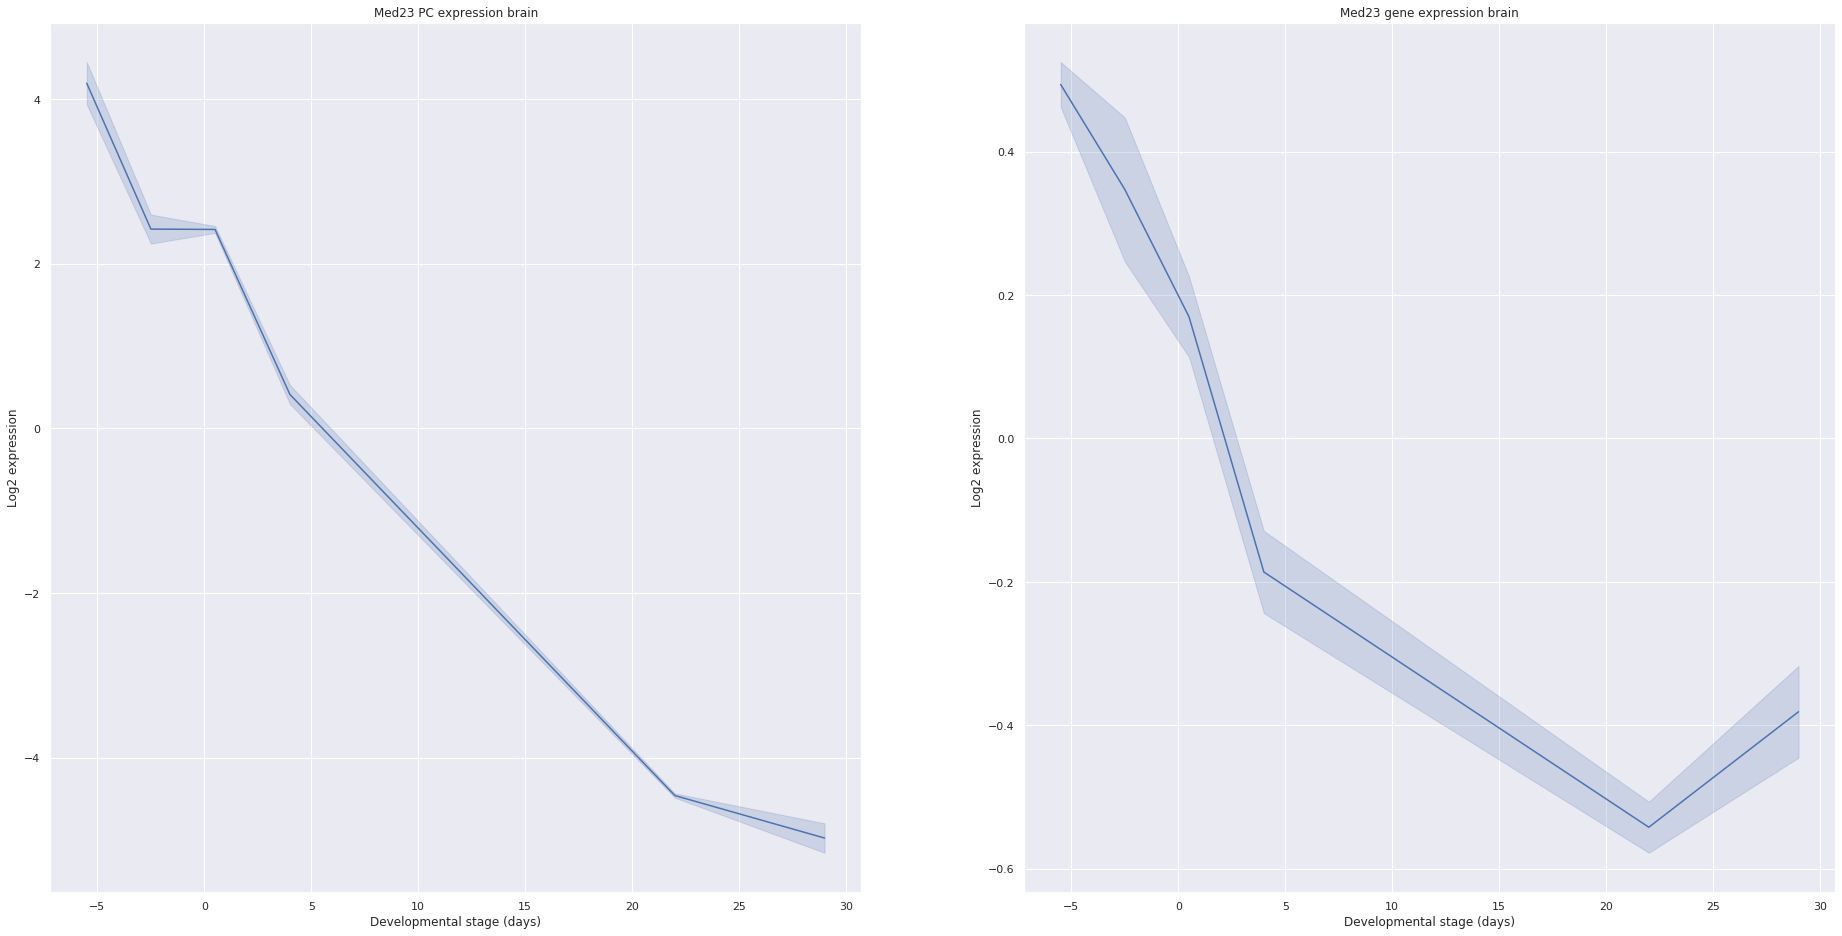 Med23 PC expression brain
4
2
0
−2
−4
Log2 expression
−5 0 5 10 15 20 25 30
Developmental stage (days)
Med23 gene expression brain
0.4
0.2
0.0
−0.2
−0.4
−0.6
Log2 expression
−5 0 5 10 15 20 25 30
Developmental stage (days)